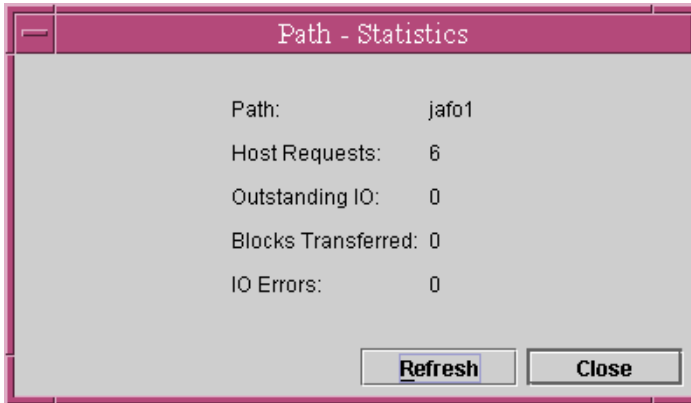 Path - Statistics
Path: jafo1
Host Requests: 6
Outstanding IO: 0
Blocks Transferred: 0
IO Errors: 0
Refresh Close